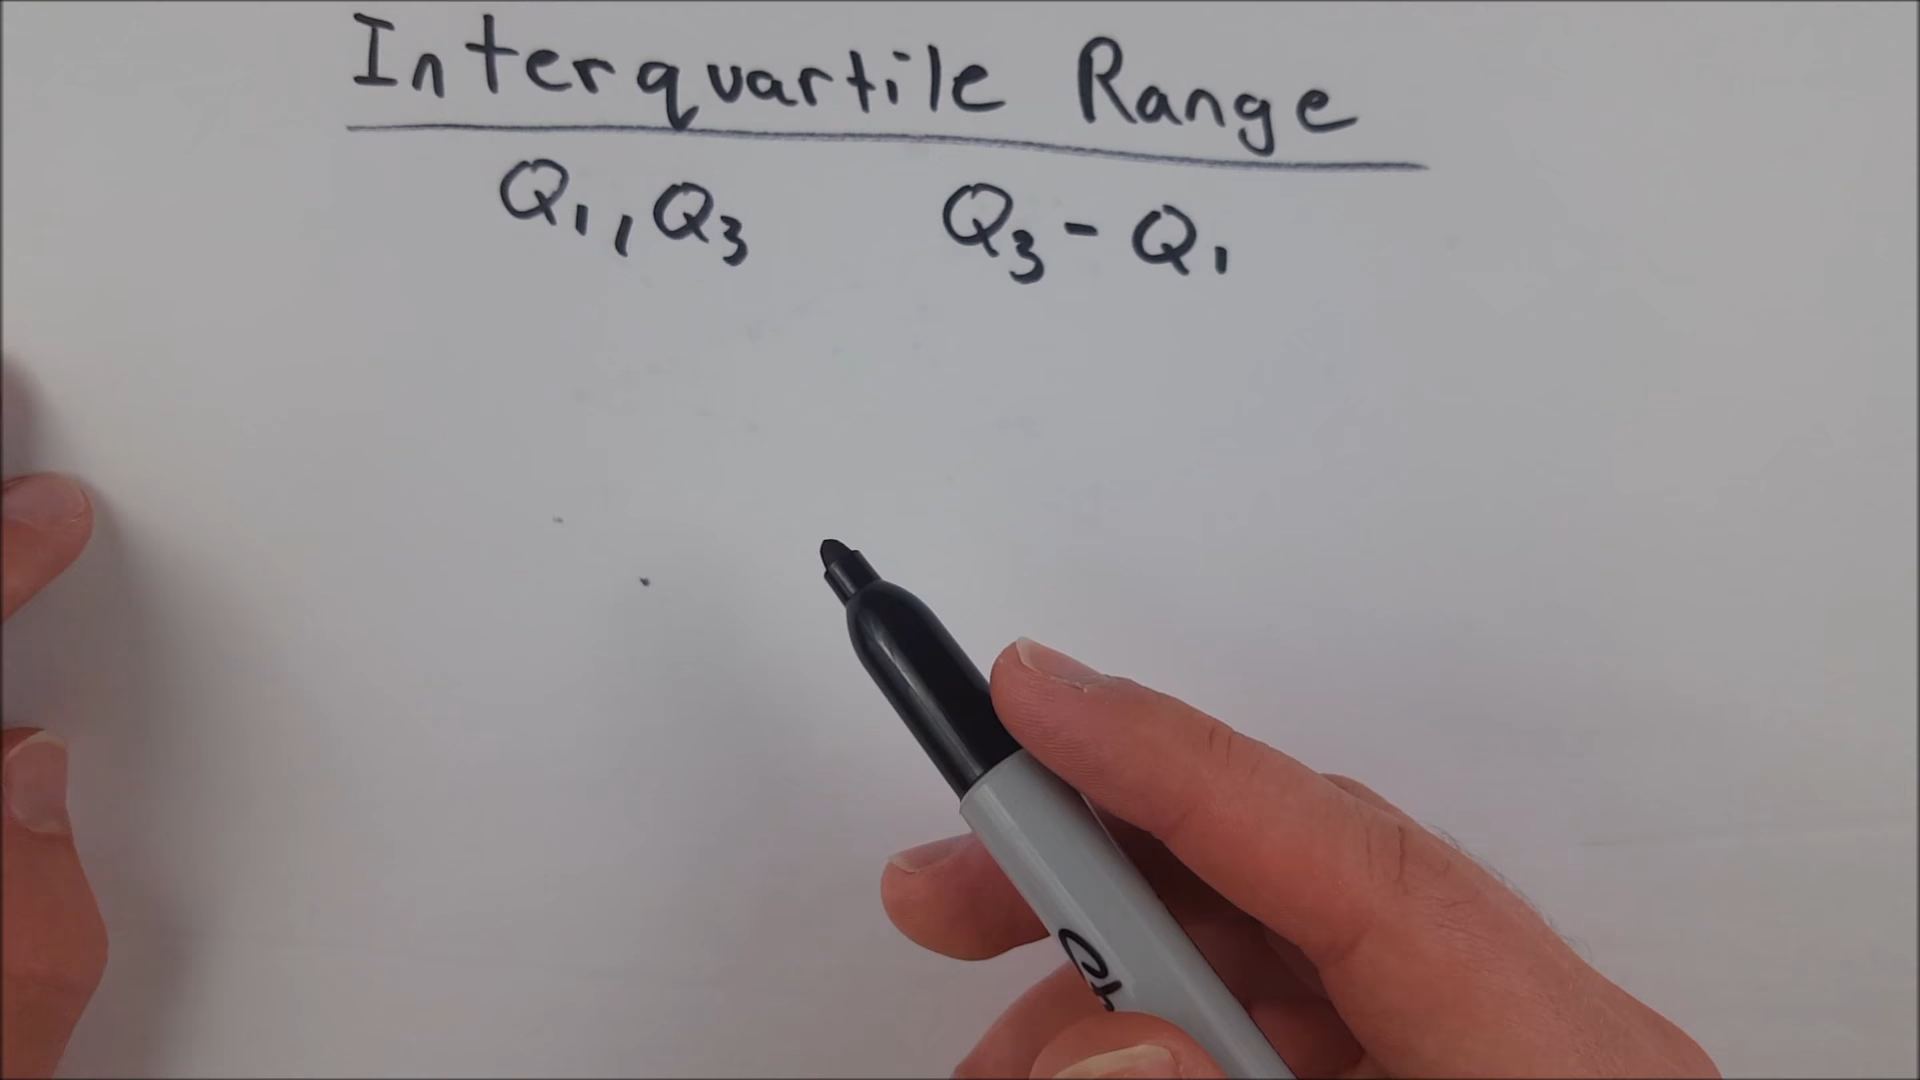 Interquartile Range
Q₁, Q₃ Q₃ - Q₁